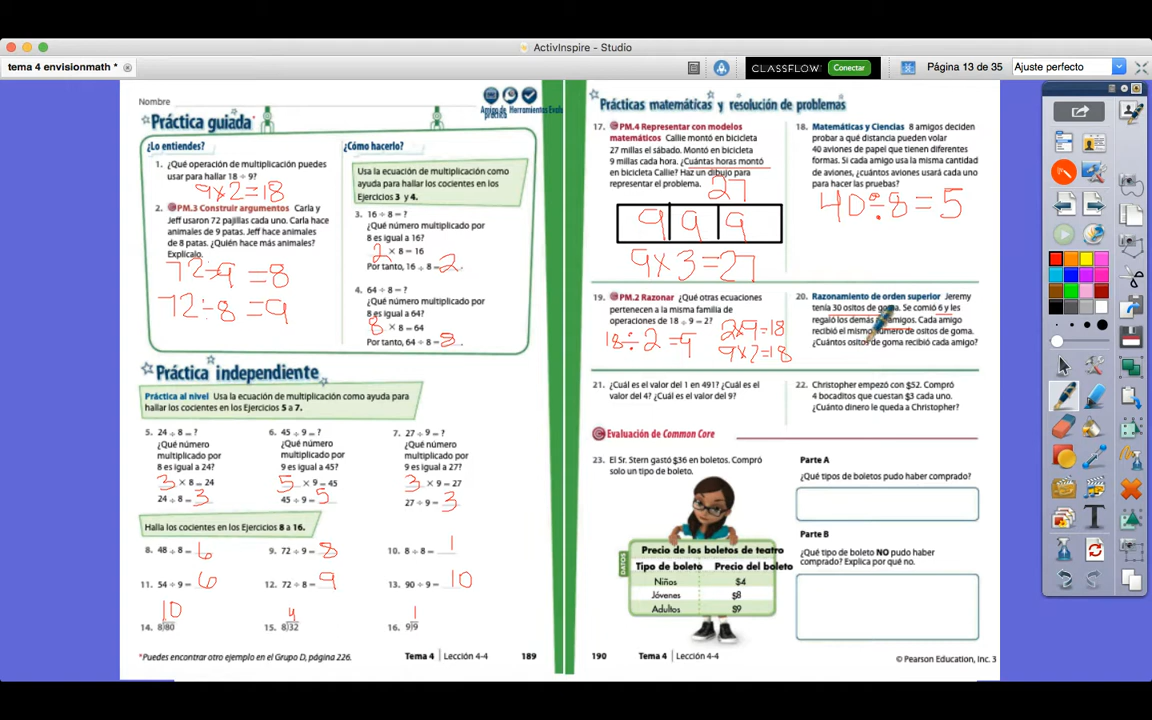 ActivInspire - Studio
tema 4 envisionmath *
CLASSFLOW
Conectar
Página 13 de 35
Ajuste perfecto
Nombre
Amigo de práctica
Herramientas
Práctica guiada*
¿Lo entiendes?
1. ¿Qué operación de multiplicación puedes
usar para hallar 18 ÷ 9?
9x2=18
2. PM.3 Construir argumentos Carla y
Jeff usaron 72 pajillas cada uno. Carla hace
animales de 9 patas. Jeff hace animales
de 8 patas. ¿Quién hace más animales?
Explícalo.
72÷9=8
72÷8=9
¿Cómo hacerlo?
Usa la ecuación de multiplicación como
ayuda para hallar los cocientes en los
Ejercicios 3 y 4.
3. 16 ÷ 8 = ?
¿Qué número multiplicado por
8 es igual a 16?
2 × 8 = 16
Por tanto, 16 ÷ 8 = 2.
4. 64 ÷ 8 = ?
¿Qué número multiplicado por
8 es igual a 64?
8 × 8 = 64
Por tanto, 64 ÷ 8 = 8.
Práctica independiente
Práctica al nivel Usa la ecuación de multiplicación como ayuda para
hallar los cocientes en los Ejercicios 5 a 7.
5. 24 ÷ 8 = ?
¿Qué número
multiplicado por
8 es igual a 24?
3 × 8 = 24
24 ÷ 8 = 3
6. 45 ÷ 9 = ?
¿Qué número
multiplicado por
9 es igual a 45?
5 × 9 = 45
45 ÷ 9 = 5
7. 27 ÷ 9 = ?
¿Qué número
multiplicado por
9 es igual a 27?
3 × 9 = 27
27 ÷ 9 = 3
Halla los cocientes en los Ejercicios 8 a 16.
8. 48 ÷ 8 = 6
9. 72 ÷ 9 = 8
10. 8 ÷ 8 = 1
11. 54 ÷ 9 = 6
12. 72 ÷ 8 = 9
13. 90 ÷ 9 = 10
10
14. 8)80
4
15. 8)32
1
16. 9)9
*Puedes encontrar otro ejemplo en el Grupo D, página 226.
Tema 4 | Lección 4-4
189
Prácticas matemáticas y resolución de problemas
17. PM.4 Representar con modelos
matemáticos Callie montó en bicicleta
27 millas el sábado. Montó en bicicleta
9 millas cada hora. ¿Cuántas horas montó
en bicicleta Callie? Haz un dibujo para
representar el problema.
27
9 9 9
9x3=27
18. Matemáticas y Ciencias 8 amigos deciden
probar a qué distancia pueden volar
40 aviones de papel que tienen diferentes
formas. Si cada amigo usa la misma cantidad
de aviones, ¿cuántos aviones usará cada uno
para hacer las pruebas?
40÷8=5
19. PM.2 Razonar ¿Qué otras ecuaciones
pertenecen a la misma familia de
operaciones de 18 ÷ 9 = 2?
18÷2=9
2x9=18
9x2=18
20. Razonamiento de orden superior Jeremy
tenía 30 ositos de goma. Se comió 6 y les
regaló los demás a amigos. Cada amigo
recibió el mismo número de ositos de goma.
¿Cuántos ositos de goma recibió cada amigo?
21. ¿Cuál es el valor del 1 en 491? ¿Cuál es el
valor del 4? ¿Cuál es el valor del 9?
22. Christopher empezó con $52. Compró
4 bocaditos que cuestan $3 cada uno.
¿Cuánto dinero le queda a Christopher?
Evaluación de Common Core
23. El Sr. Stern gastó $36 en boletos. Compró
solo un tipo de boleto.
DATOS
Precio de los boletos de teatro
Tipo de boleto Precio del boleto
Niños $4
Jóvenes $8
Adultos $9
Parte A
¿Qué tipos de boletos pudo haber comprado?
Parte B
¿Qué tipo de boleto NO pudo haber
comprado? Explica por qué no.
190
Tema 4 | Lección 4-4
© Pearson Education, Inc. 3